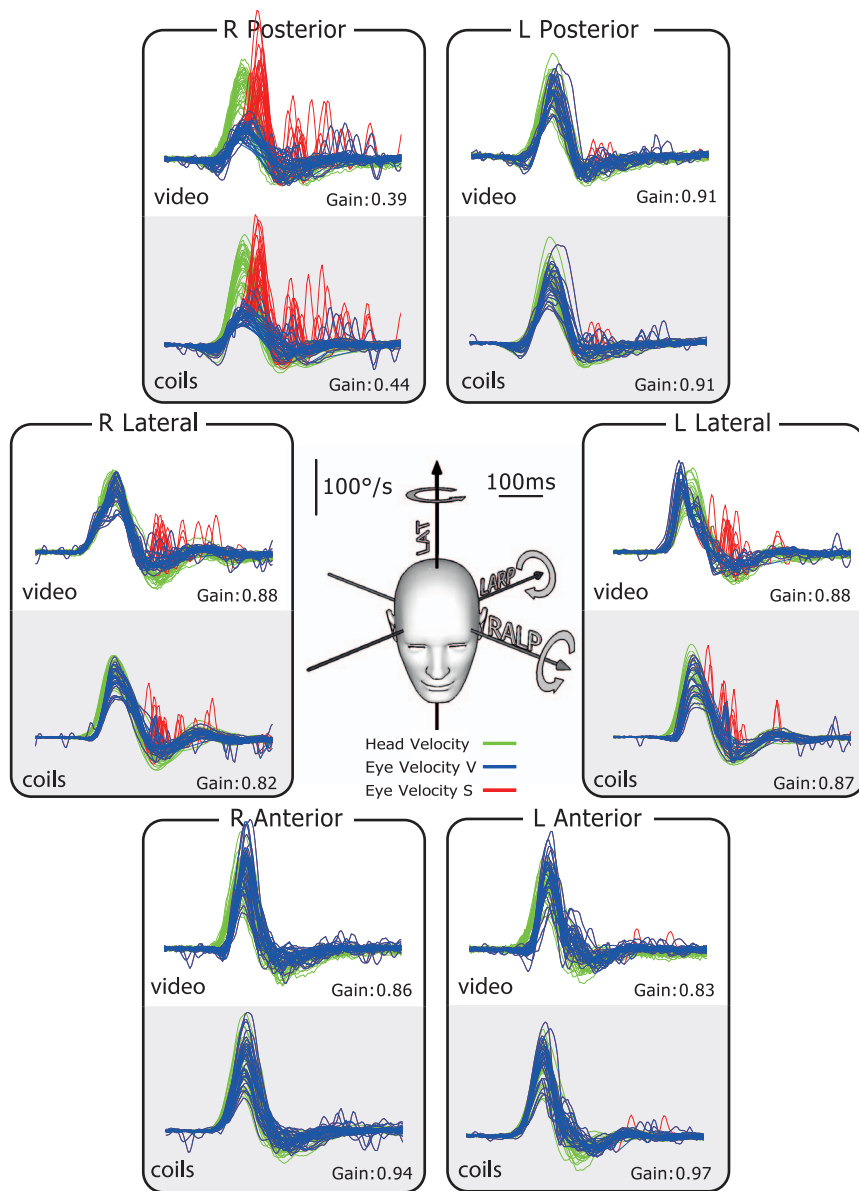 R Posterior
video
Gain:0.39
coils
Gain:0.44
L Posterior
video
Gain:0.91
coils
Gain:0.91
R Lateral
video
Gain:0.88
coils
Gain:0.82
100°/s
100ms
LAT
LARP
RALP
Head Velocity
Eye Velocity V
Eye Velocity S
L Lateral
video
Gain:0.88
coils
Gain:0.87
R Anterior
video
Gain:0.86
coils
Gain:0.94
L Anterior
video
Gain:0.83
coils
Gain:0.97